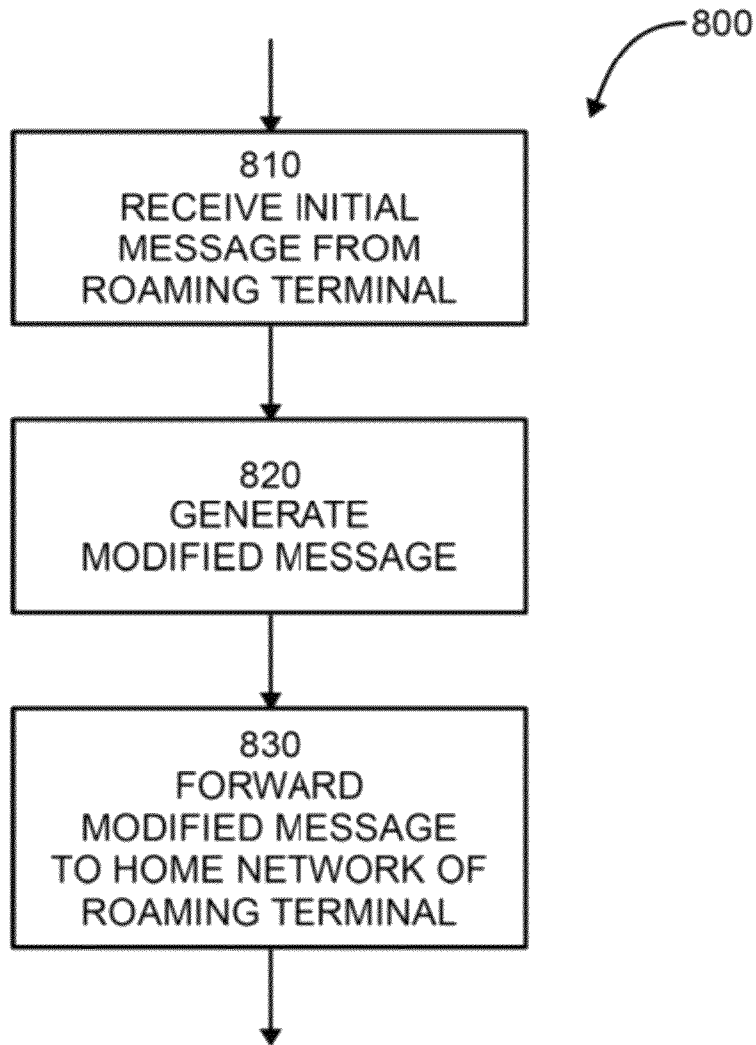 800
810
RECEIVE INITIAL
MESSAGE FROM
ROAMING TERMINAL
820
GENERATE
MODIFIED MESSAGE
830
FORWARD
MODIFIED MESSAGE
TO HOME NETWORK OF
ROAMING TERMINAL